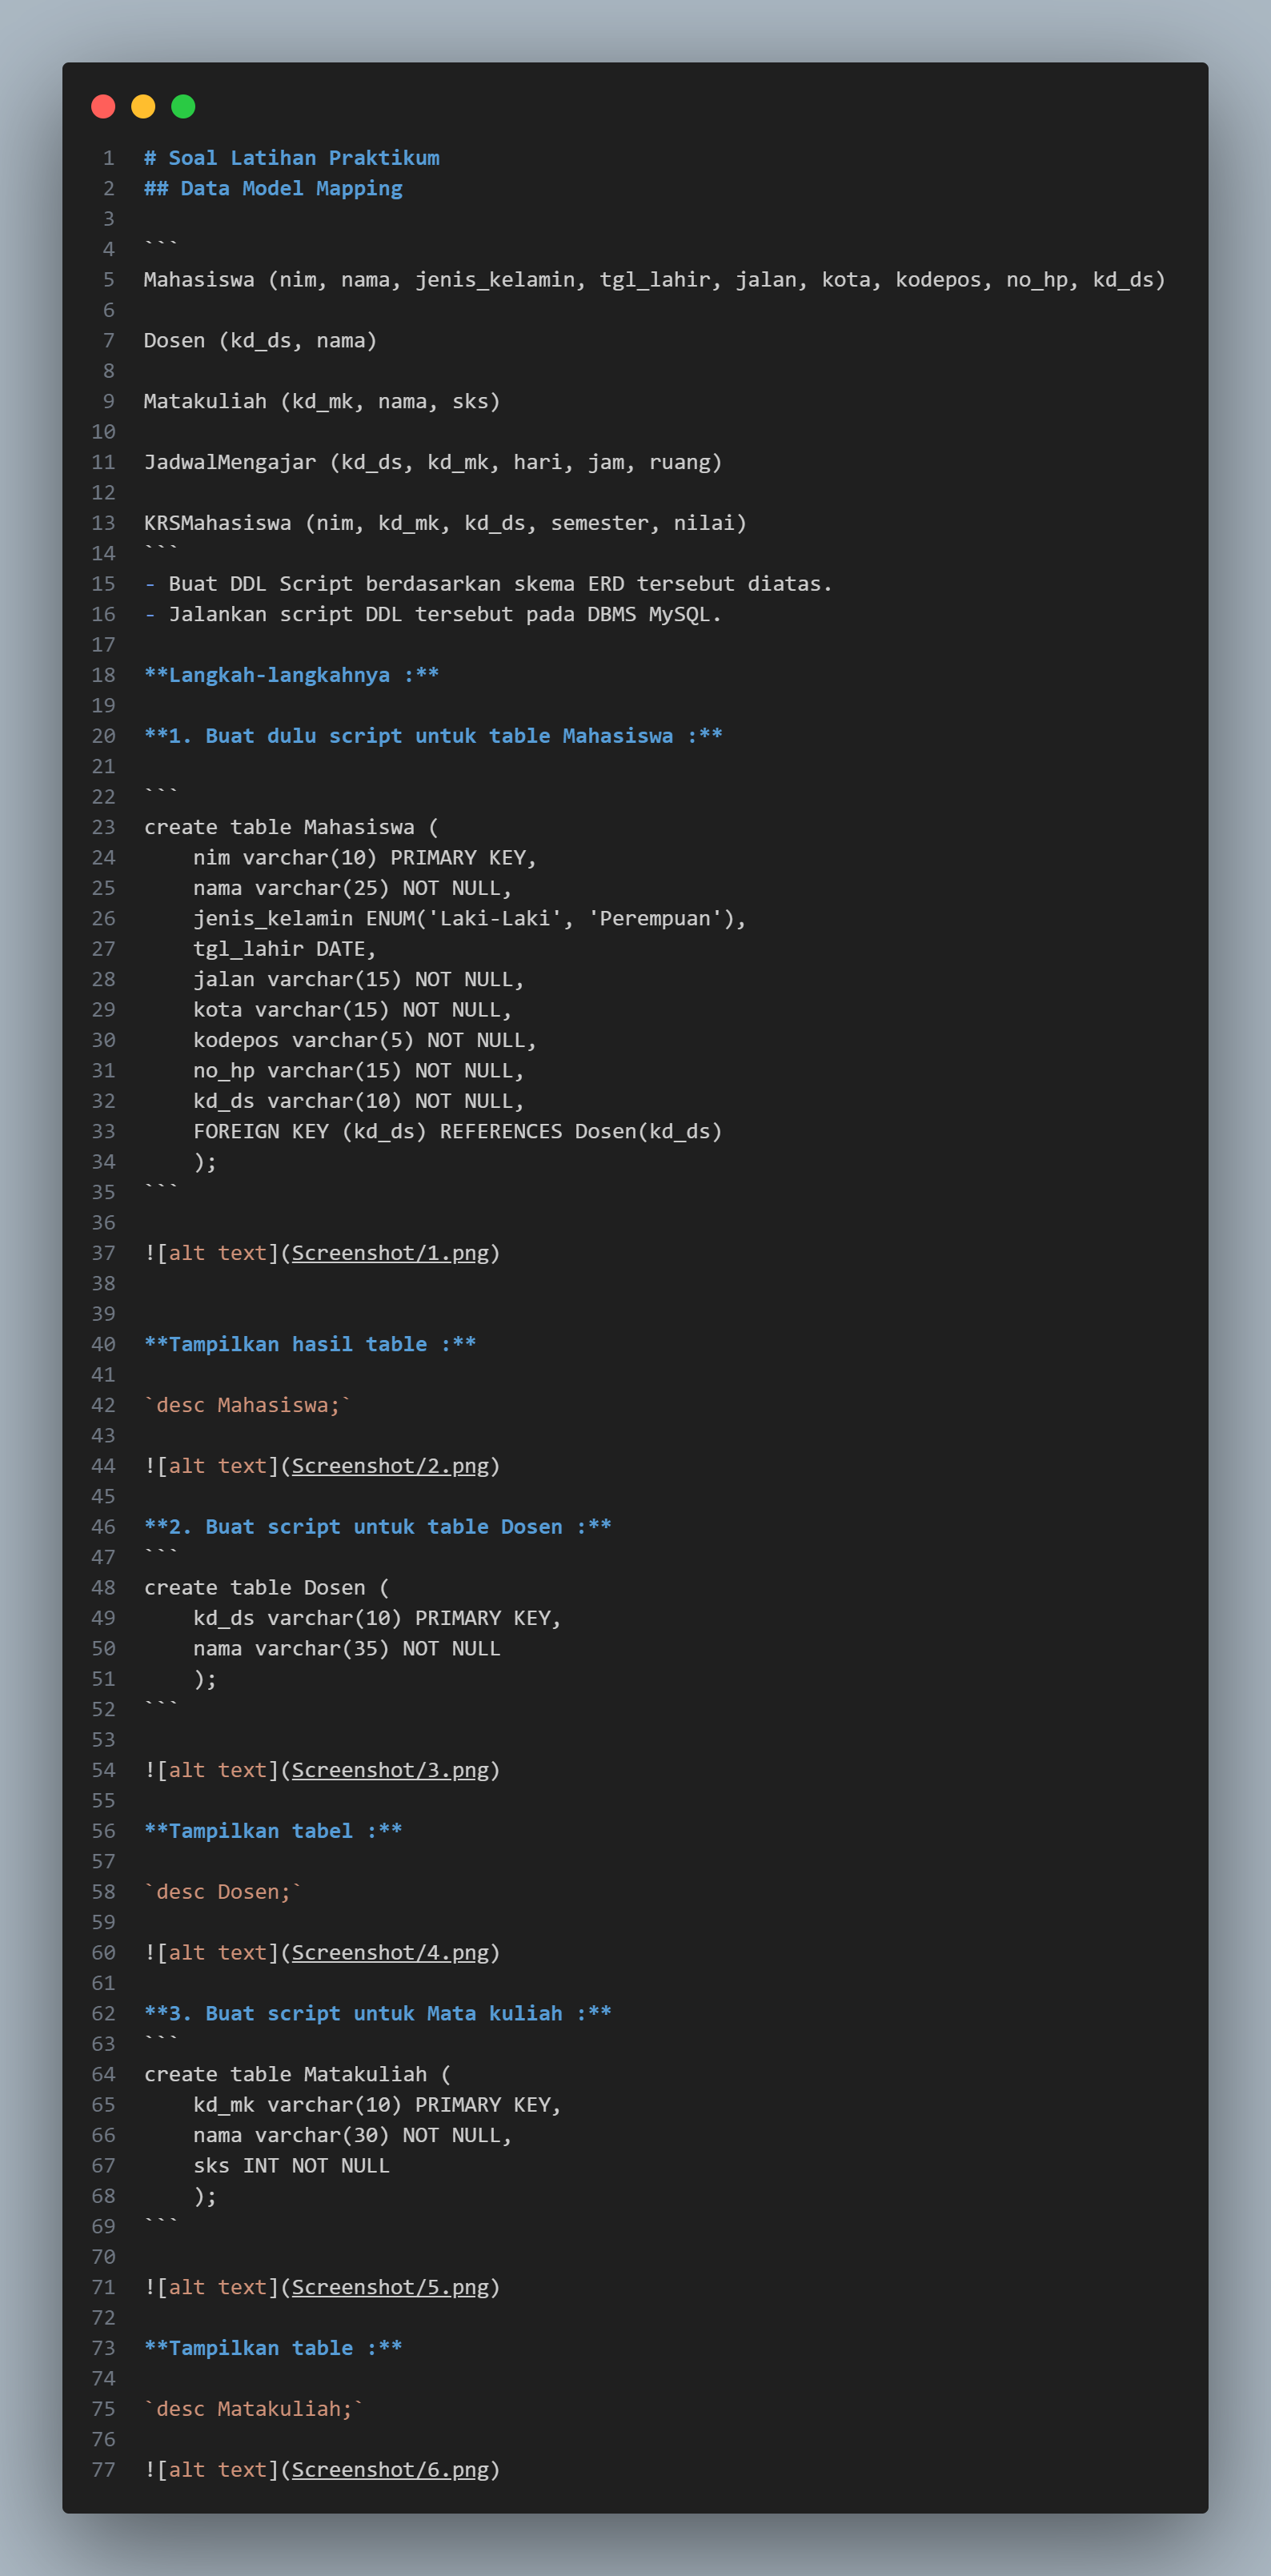 1 # Soal Latihan Praktikum
2 ## Data Model Mapping
3
4 ```
5 Mahasiswa (nim, nama, jenis_kelamin, tgl_lahir, jalan, kota, kodepos, no_hp, kd_ds)
6
7 Dosen (kd_ds, nama)
8
9 Matakuliah (kd_mk, nama, sks)
10
11 JadwalMengajar (kd_ds, kd_mk, hari, jam, ruang)
12
13 KRSMahasiswa (nim, kd_mk, kd_ds, semester, nilai)
14 ```
15 - Buat DDL Script berdasarkan skema ERD tersebut diatas.
16 - Jalankan script DDL tersebut pada DBMS MySQL.
17
18 **Langkah-langkahnya :**
19
20 **1. Buat dulu script untuk table Mahasiswa :**
21
22 ```
23 create table Mahasiswa (
24     nim varchar(10) PRIMARY KEY,
25     nama varchar(25) NOT NULL,
26     jenis_kelamin ENUM('Laki-Laki', 'Perempuan'),
27     tgl_lahir DATE,
28     jalan varchar(15) NOT NULL,
29     kota varchar(15) NOT NULL,
30     kodepos varchar(5) NOT NULL,
31     no_hp varchar(15) NOT NULL,
32     kd_ds varchar(10) NOT NULL,
33     FOREIGN KEY (kd_ds) REFERENCES Dosen(kd_ds)
34     );
35 ```
36
37 ![alt text](Screenshot/1.png)
38
39
40 **Tampilkan hasil table :**
41
42 `desc Mahasiswa;`
43
44 ![alt text](Screenshot/2.png)
45
46 **2. Buat script untuk table Dosen :**
47 ```
48 create table Dosen (
49     kd_ds varchar(10) PRIMARY KEY,
50     nama varchar(35) NOT NULL
51     );
52 ```
53
54 ![alt text](Screenshot/3.png)
55
56 **Tampilkan tabel :**
57
58 `desc Dosen;`
59
60 ![alt text](Screenshot/4.png)
61
62 **3. Buat script untuk Mata kuliah :**
63 ```
64 create table Matakuliah (
65     kd_mk varchar(10) PRIMARY KEY,
66     nama varchar(30) NOT NULL,
67     sks INT NOT NULL
68     );
69 ```
70
71 ![alt text](Screenshot/5.png)
72
73 **Tampilkan table :**
74
75 `desc Matakuliah;`
76
77 ![alt text](Screenshot/6.png)